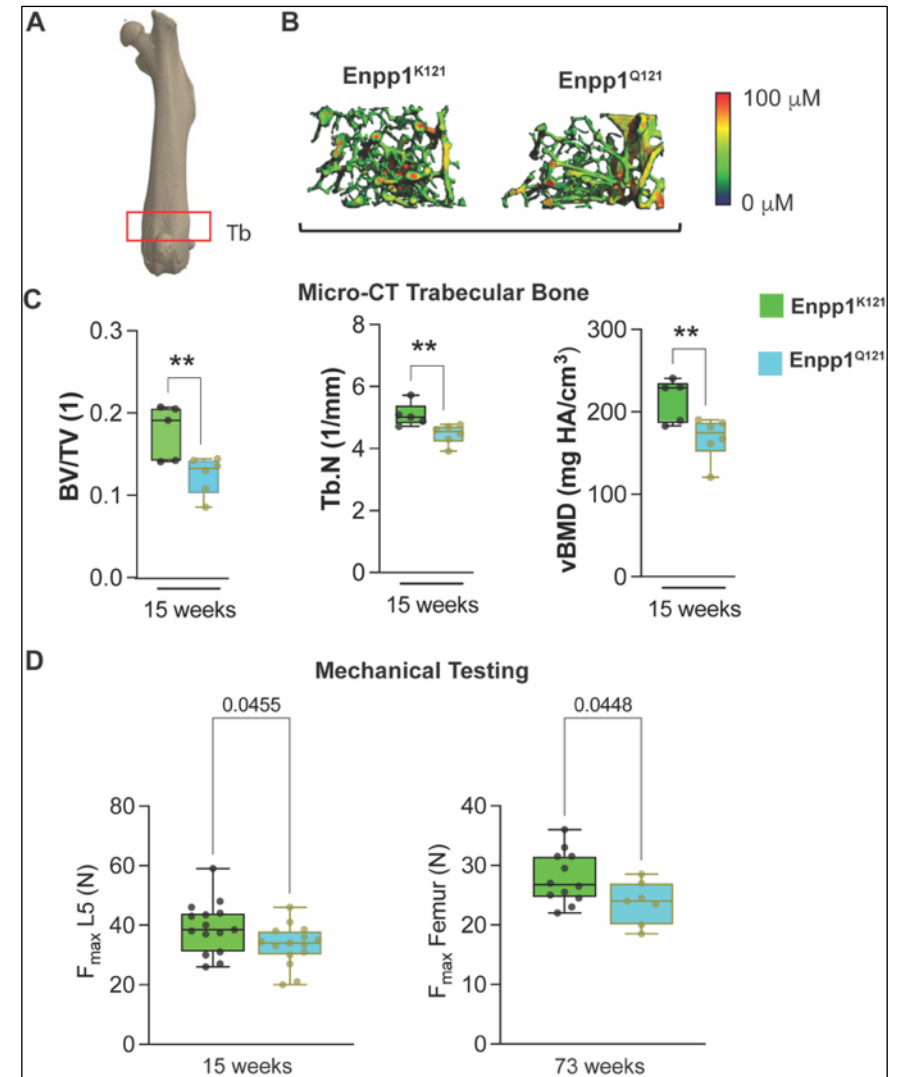 A
B
Enpp1K121
Enpp1Q121
100 μM
0 μM
Tb
C
Micro-CT Trabecular Bone
Enpp1K121
Enpp1Q121
BV/TV (1)
0.3
0.2
0.1
0.0
**
15 weeks
Tb.N (1/mm)
8
6
4
2
0
**
15 weeks
vBMD (mg HA/cm3)
300
200
100
0
**
15 weeks
D
Mechanical Testing
0.0455
Fmax L5 (N)
80
60
40
20
0
15 weeks
0.0448
Fmax Femur (N)
40
30
20
10
0
73 weeks